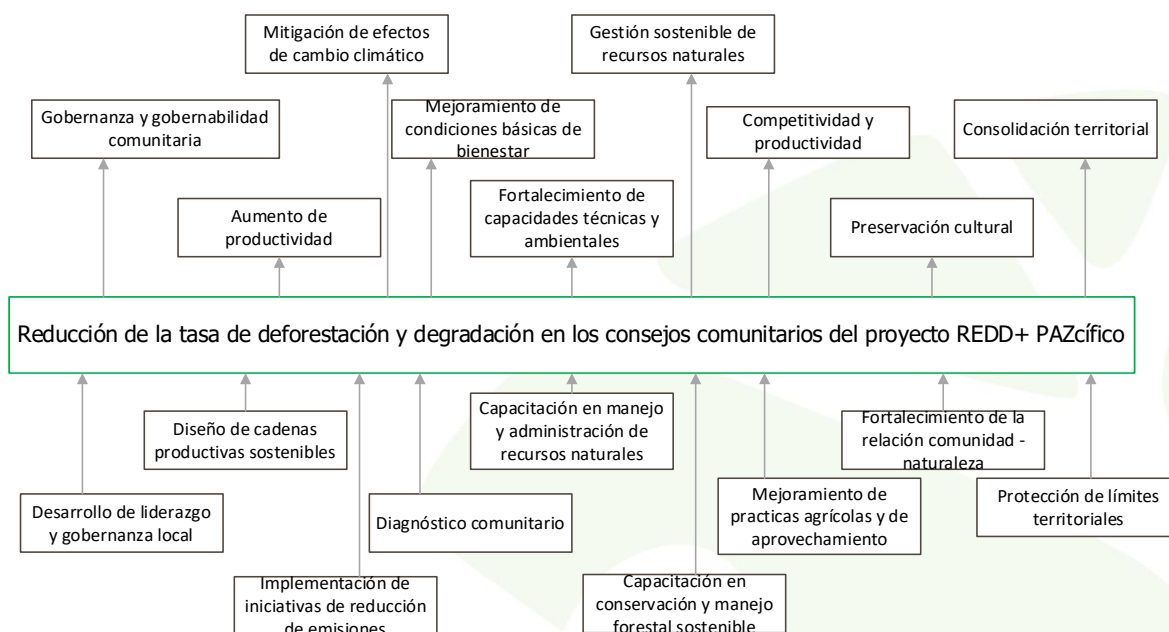 Mitigación de efectos
de cambio climático
Gestión sostenible de
recursos naturales
Gobernanza y gobernabilidad
comunitaria
Mejoramiento de
condiciones básicas de
bienestar
Competitividad y
productividad
Consolidación territorial
Aumento de
productividad
Fortalecimiento de
capacidades técnicas y
ambientales
Preservación cultural
Reducción de la tasa de deforestación y degradación en los consejos comunitarios del proyecto REDD+ PAZcífico
Diseño de cadenas
productivas sostenibles
Capacitación en manejo
y administración de
recursos naturales
Fortalecimiento de la
relación comunidad -
naturaleza
Desarrollo de liderazgo
y gobernanza local
Diagnóstico comunitario
Mejoramiento de
practicas agrícolas y de
aprovechamiento
Protección de límites
territoriales
Implementación de
iniciativas de reducción
de emisiones
Capacitación en
conservación y manejo
forestal sostenible